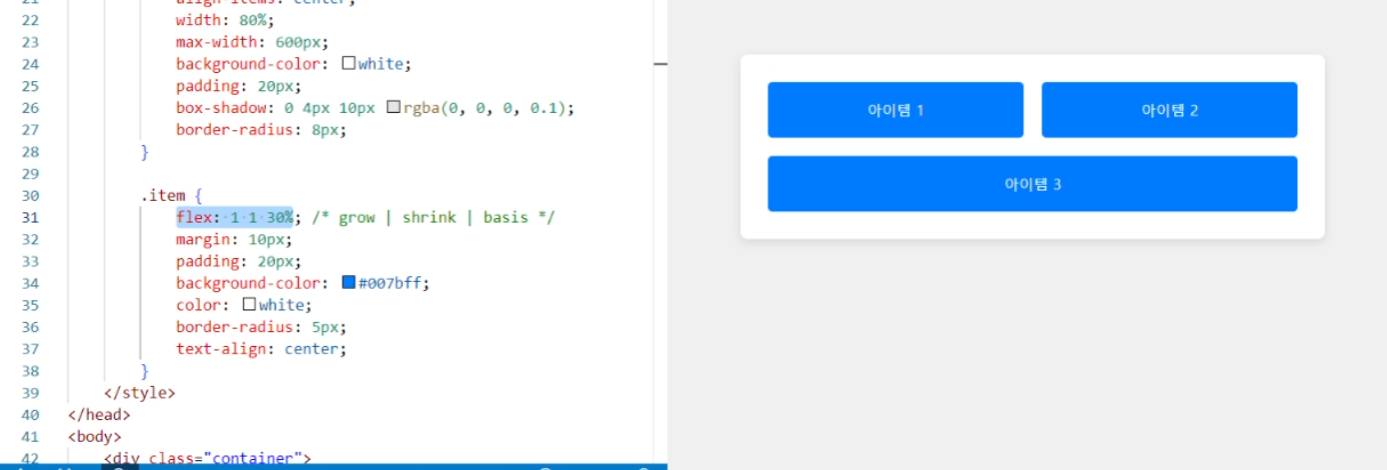 21 align-items: center;
22 width: 80%;
23 max-width: 600px;
24 background-color: white;
25 padding: 20px;
26 box-shadow: 0 4px 10px rgba(0, 0, 0, 0.1);
27 border-radius: 8px;
28 }
29
30 .item {
31 flex: 1 1 30%; /* grow | shrink | basis */
32 margin: 10px;
33 padding: 20px;
34 background-color: #007bff;
35 color: white;
36 border-radius: 5px;
37 text-align: center;
38 }
39 </style>
40 </head>
41 <body>
42 <div class="container">
아이템 1
아이템 2
아이템 3